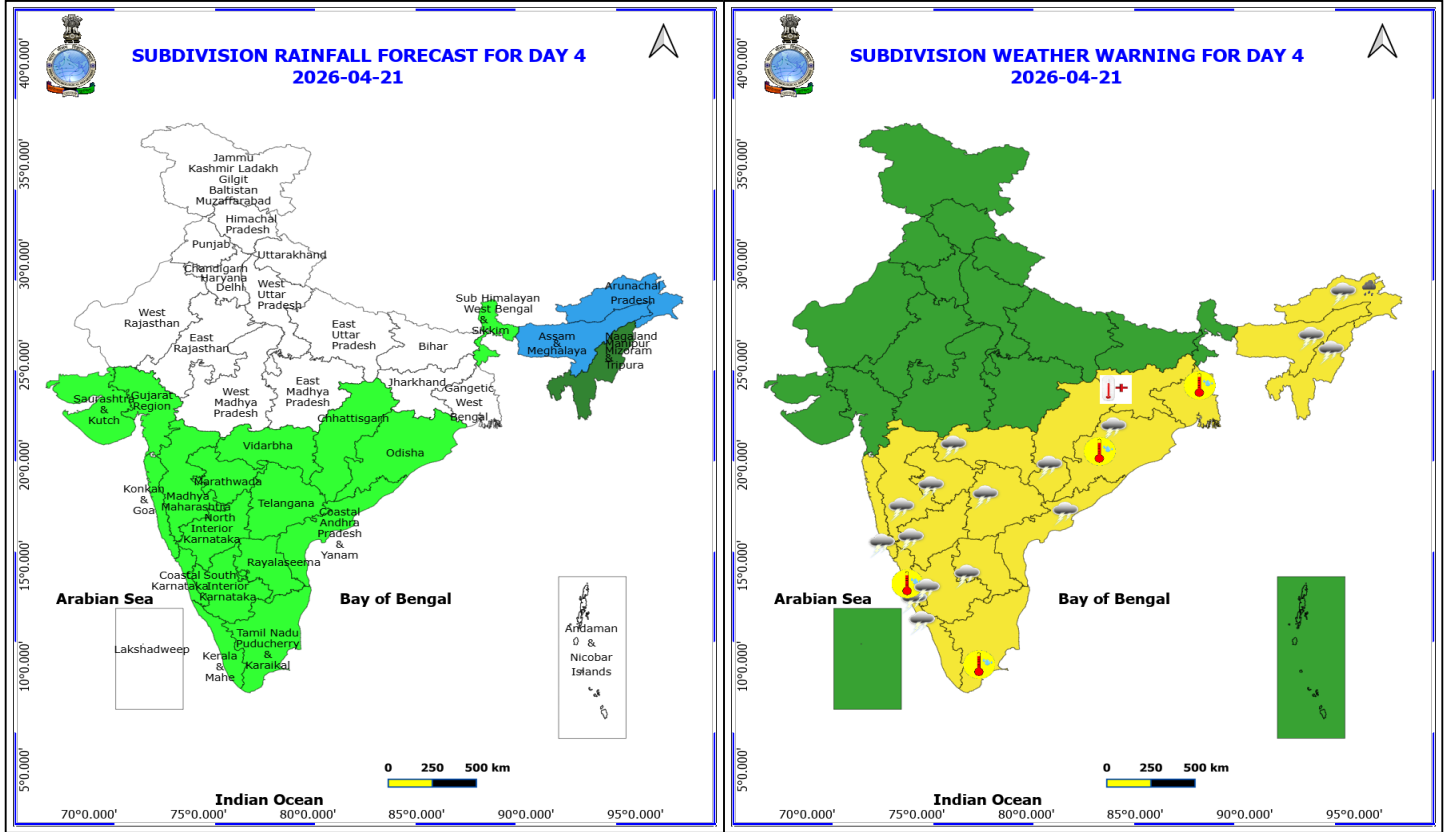 SUBDIVISION RAINFALL FORECAST FOR DAY 4
2026-04-21
40°0.000'
35°0.000'
30°0.000'
25°0.000'
20°0.000'
15°0.000'
10°0.000'
5°0.000'
Jammu
Kashmir Ladakh
Gilgit
Baltistan
Muzaffarabad
Himachal
Pradesh
Punjab
Uttarakhand
Chandigarh
Haryana
Delhi
West
Uttar
Pradesh
West
Rajasthan
East
Rajasthan
East
Uttar
Pradesh
Bihar
Sub Himalayan
West Bengal
&
Sikkim
Arunachal
Pradesh
Assam
&
Meghalaya
Nagaland
Manipur
Mizoram
&
Tripura
Saurashtra
&
Kutch
Gujarat
Region
West
Madhya
Pradesh
East
Madhya
Pradesh
Jharkhand
Gangetic
West
Bengal
Chhattisgarh
Odisha
Vidarbha
Konkan
&
Goa
Marathwada
Madhya
Maharashtra
Telangana
North
Interior
Karnataka
Coastal
Andhra
Pradesh
&
Yanam
Rayalaseema
Coastal
Karnataka
South
Interior
Karnataka
Tamil Nadu
Puducherry
&
Karaikal
Kerala
&
Mahe
Lakshadweep
Andaman
&
Nicobar
Islands
Arabian Sea
Bay of Bengal
Indian Ocean
0 250 500 km
70°0.000' 75°0.000' 80°0.000' 85°0.000' 90°0.000' 95°0.000'
SUBDIVISION WEATHER WARNING FOR DAY 4
2026-04-21
40°0.000'
35°0.000'
30°0.000'
25°0.000'
20°0.000'
15°0.000'
10°0.000'
5°0.000'
Arabian Sea
Bay of Bengal
Indian Ocean
0 250 500 km
70°0.000' 75°0.000' 80°0.000' 85°0.000' 90°0.000' 95°0.000'